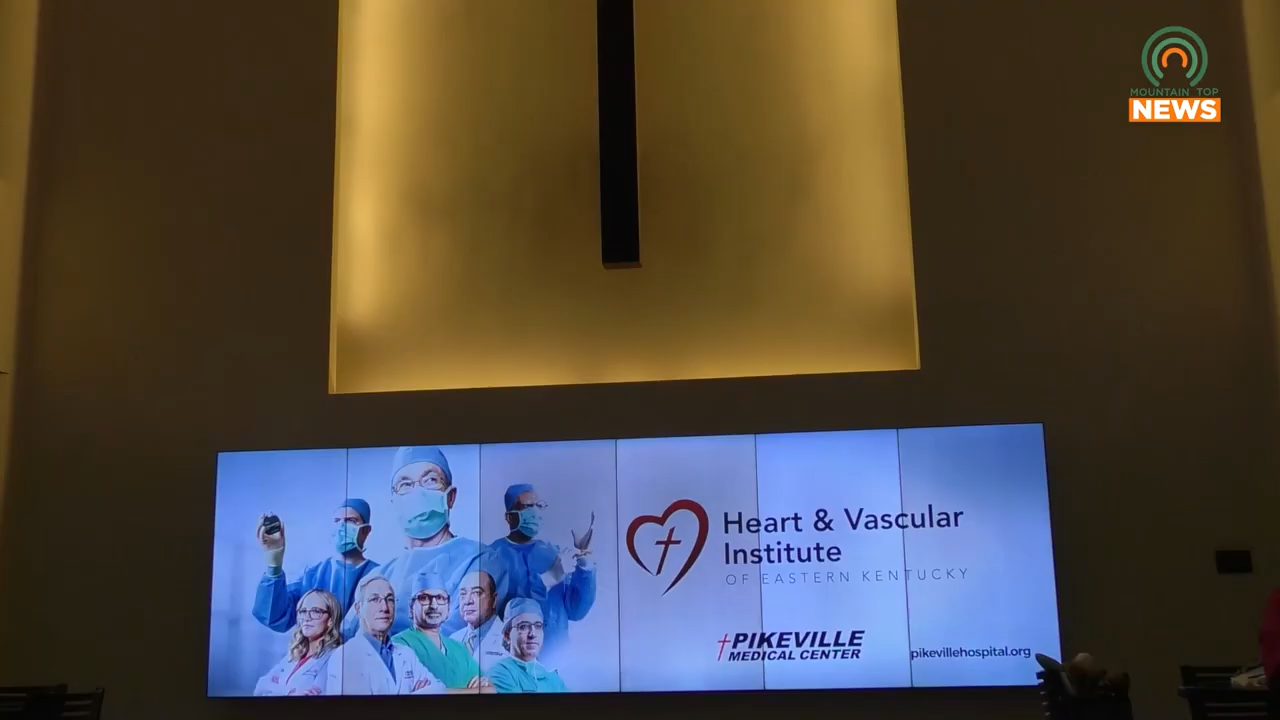 MOUNTAIN TOP
NEWS
Heart & Vascular
Institute
OF EASTERN KENTUCKY
PIKEVILLE
MEDICAL CENTER
pikevillehospital.org